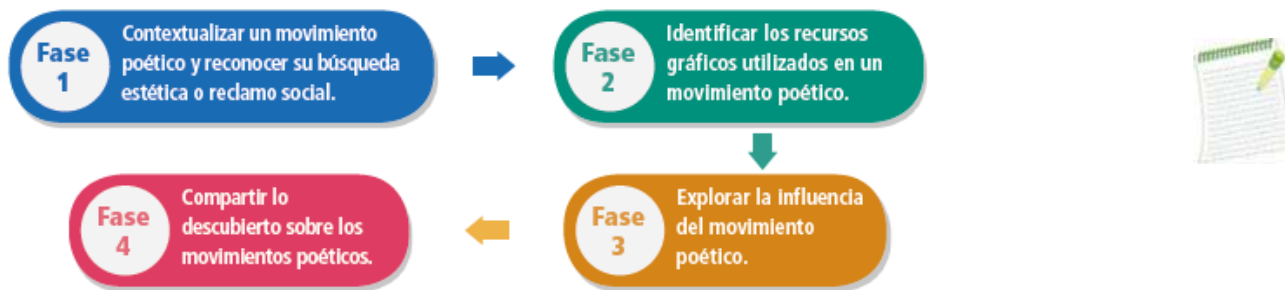 Fase
1
Contextualizar un movimiento
poético y reconocer su búsqueda
estética o reclamo social.
Fase
2
Identificar los recursos
gráficos utilizados en un
movimiento poético.
Fase
3
Explorar la influencia
del movimiento
poético.
Fase
4
Compartir lo
descubierto sobre los
movimientos poéticos.